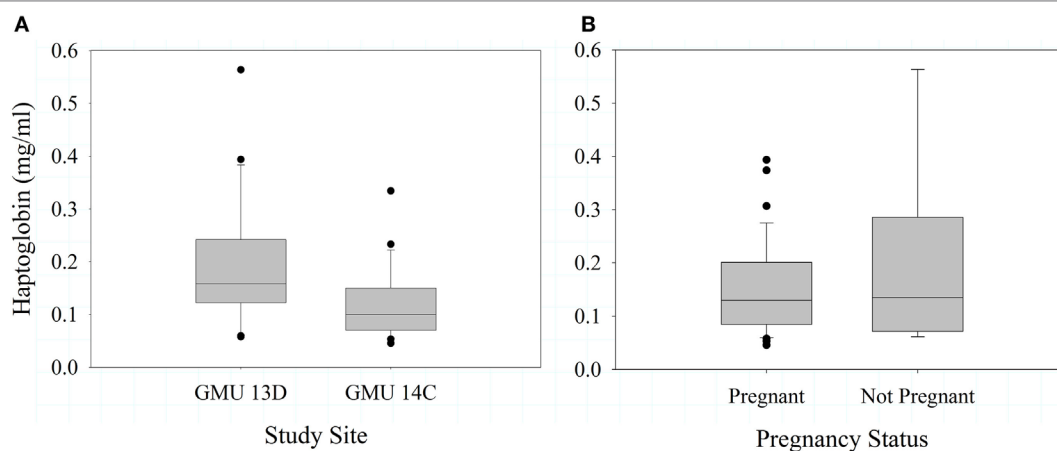 A
B
Haptoglobin (mg/ml)
0.6
0.5
0.4
0.3
0.2
0.1
0.0
GMU 13D GMU 14C
Study Site
0.6
0.5
0.4
0.3
0.2
0.1
0.0
Pregnant Not Pregnant
Pregnancy Status